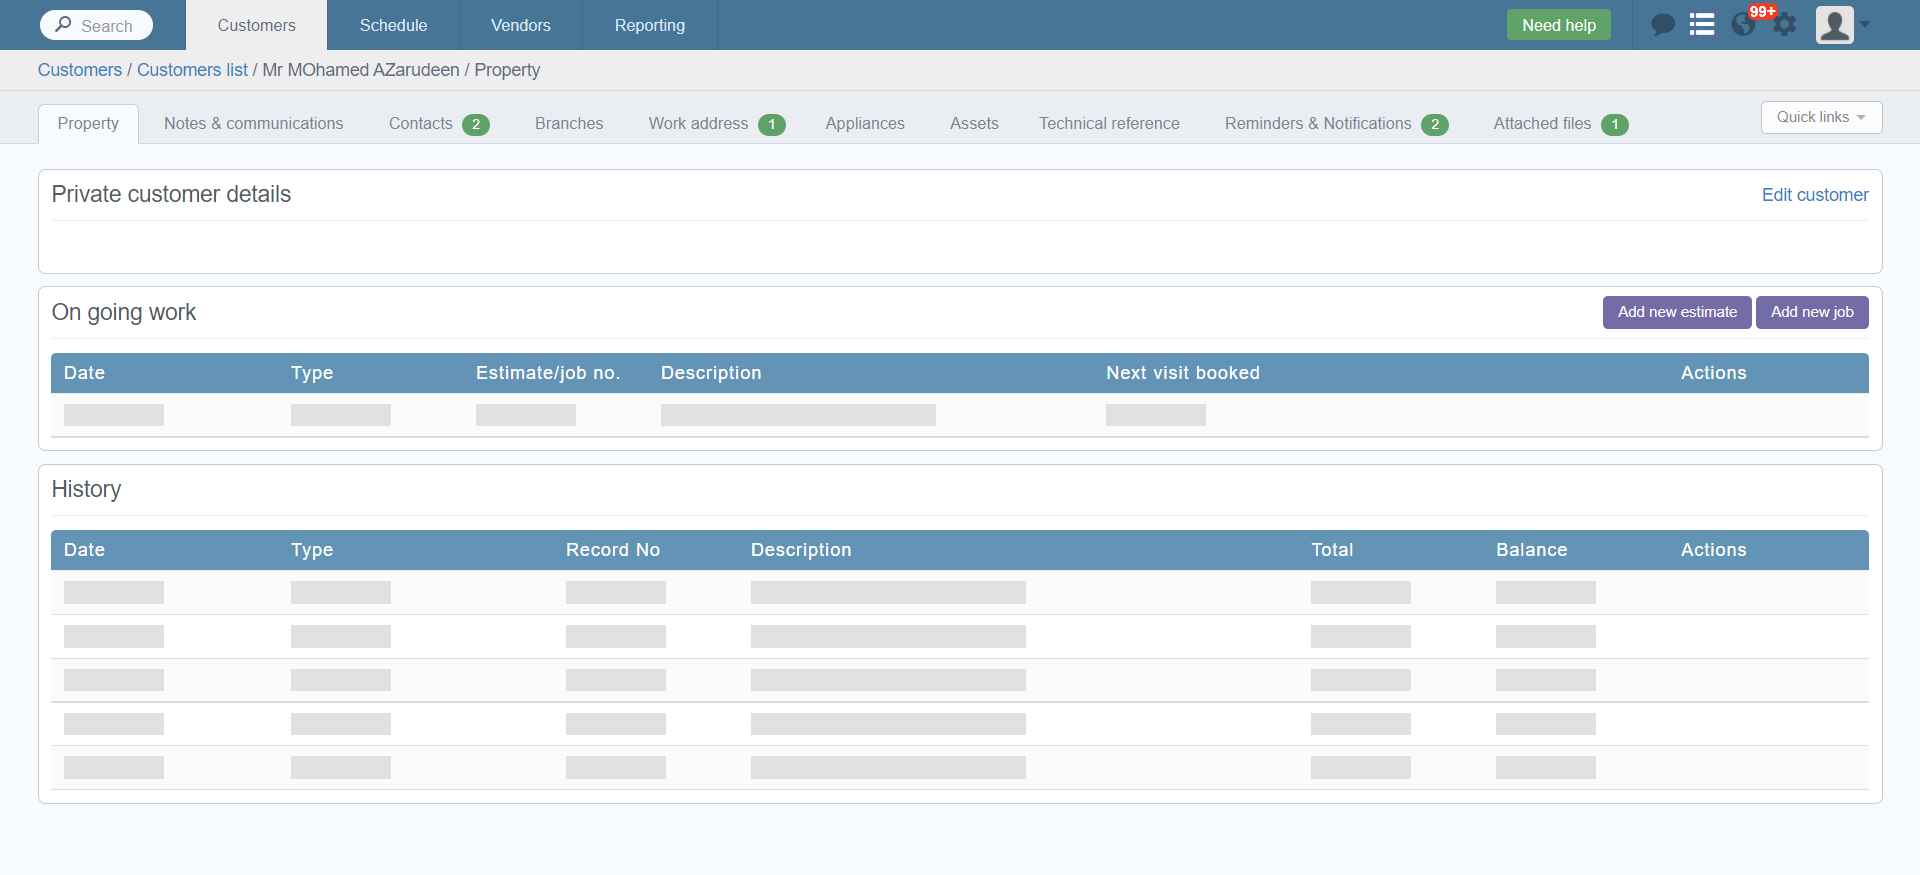 Search
Customers
Schedule
Vendors
Reporting
Need help
99+
Customers / Customers list / Mr MOhamed AZarudeen / Property
Property
Notes & communications
Contacts 2
Branches
Work address 1
Appliances
Assets
Technical reference
Reminders & Notifications 2
Attached files 1
Quick links
Private customer details
Edit customer
On going work
Add new estimate
Add new job
Date Type Estimate/job no. Description Next visit booked Actions
History
Date Type Record No Description Total Balance Actions